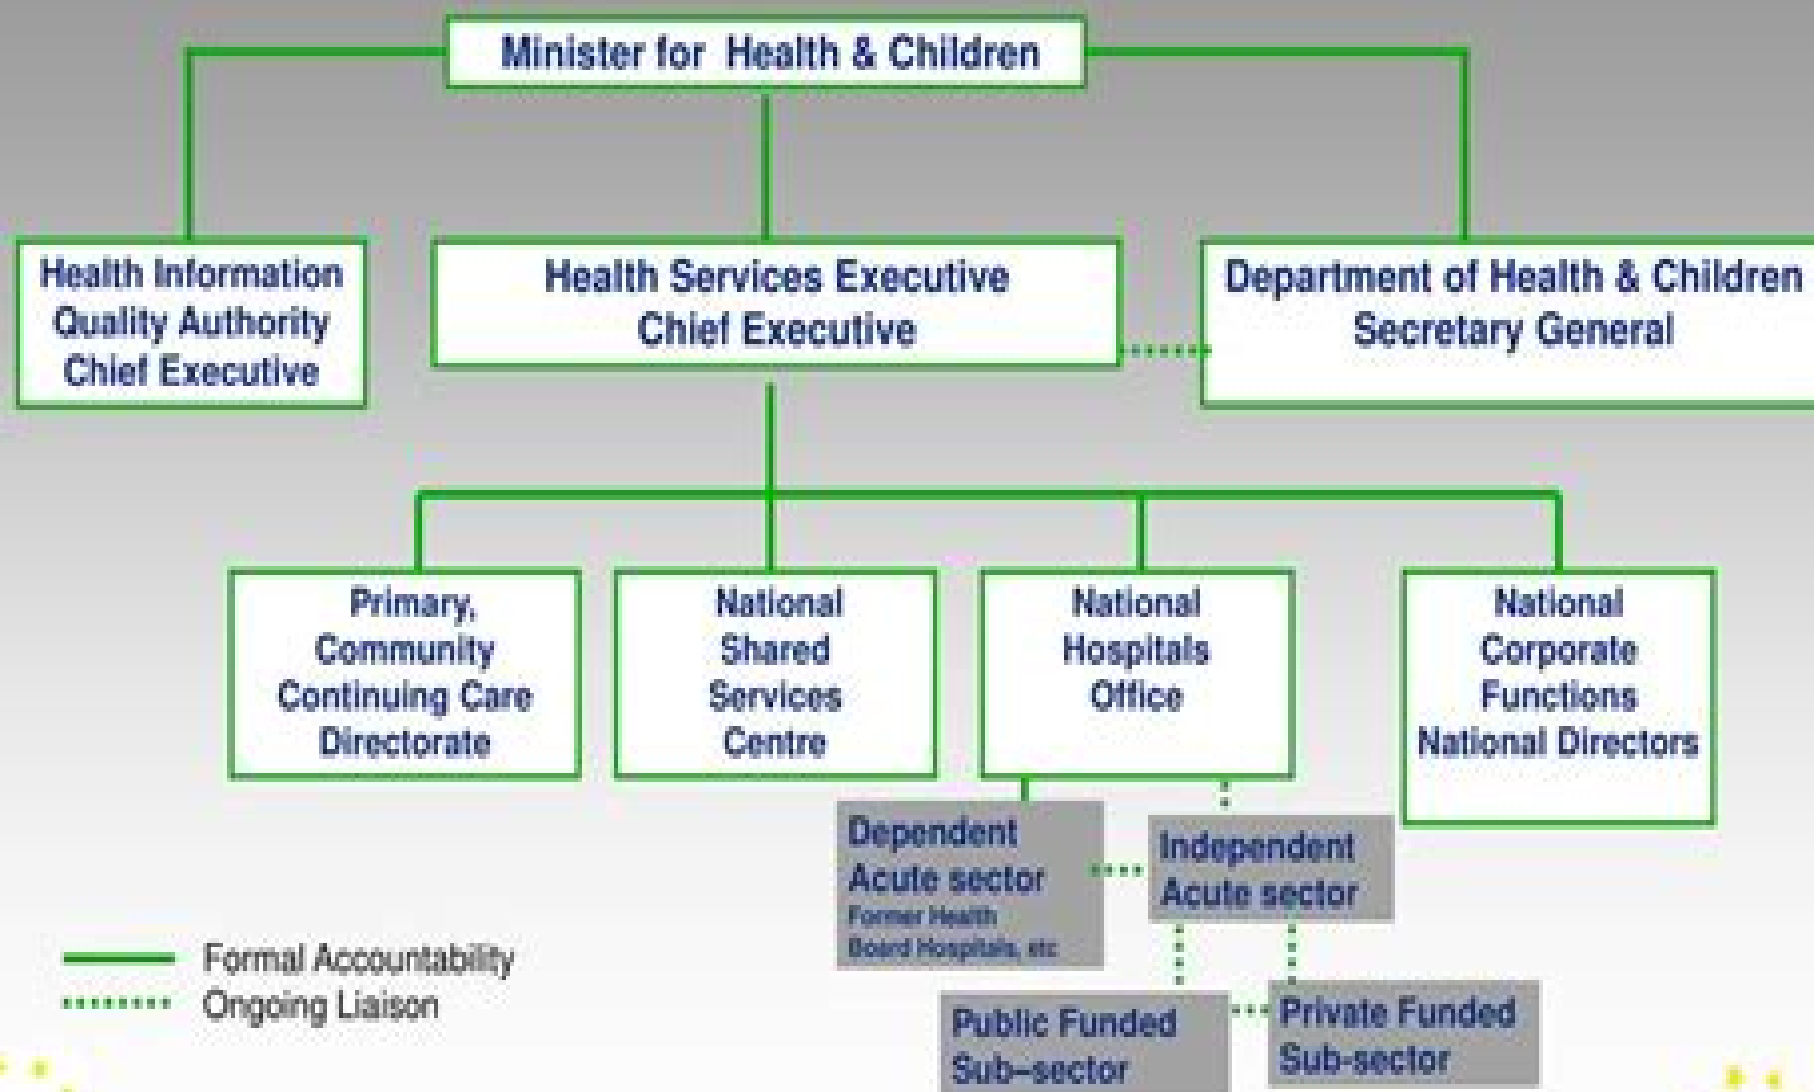 Minister for Health & Children
Health Information
Quality Authority
Chief Executive
Health Services Executive
Chief Executive
Department of Health & Children
Secretary General
Primary,
Community
Continuing Care
Directorate
National
Shared
Services
Centre
National
Hospitals
Office
National
Corporate
Functions
National Directors
Dependent
Acute sector
Former Health
Board Hospitals, etc
Independent
Acute sector
Formal Accountability
Ongoing Liaison
Public Funded
Sub–sector
Private Funded
Sub-sector